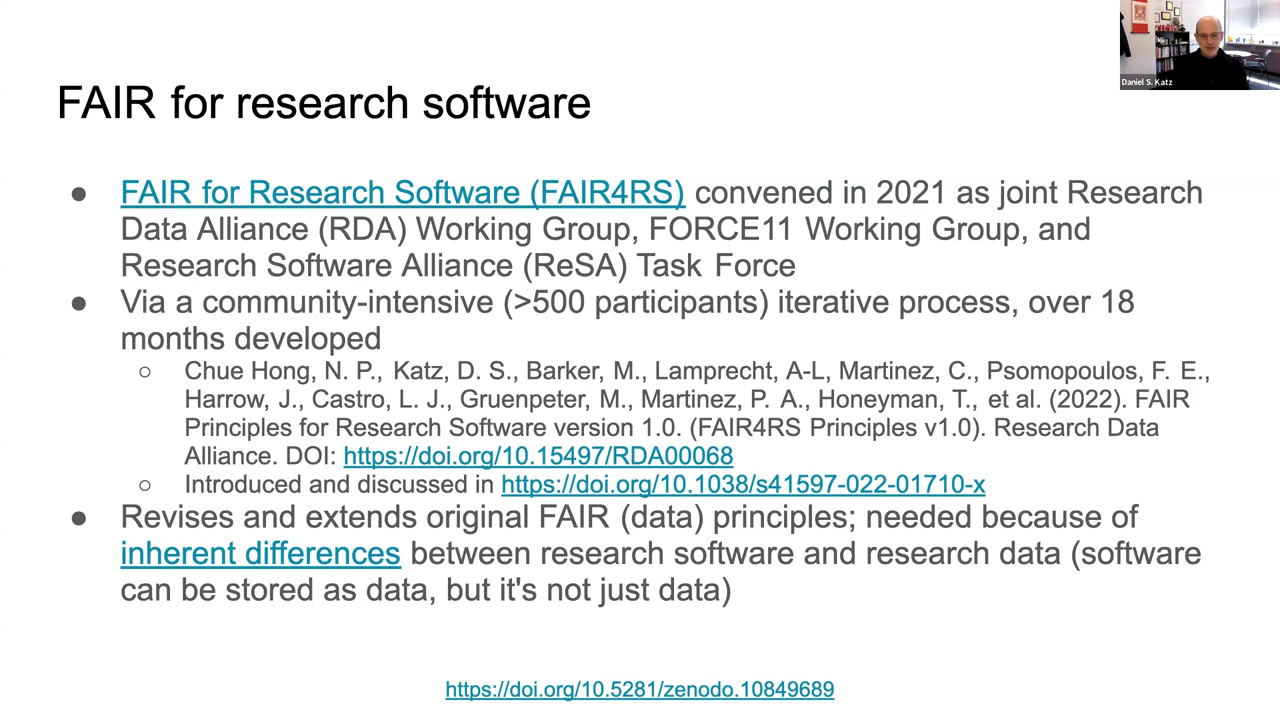 Daniel S. Katz
FAIR for research software
● FAIR for Research Software (FAIR4RS) convened in 2021 as joint Research
Data Alliance (RDA) Working Group, FORCE11 Working Group, and
Research Software Alliance (ReSA) Task Force
● Via a community-intensive (>500 participants) iterative process, over 18
months developed
○ Chue Hong, N. P., Katz, D. S., Barker, M., Lamprecht, A-L, Martinez, C., Psomopoulos, F. E.,
Harrow, J., Castro, L. J., Gruenpeter, M., Martinez, P. A., Honeyman, T., et al. (2022). FAIR
Principles for Research Software version 1.0. (FAIR4RS Principles v1.0). Research Data
Alliance. DOI: https://doi.org/10.15497/RDA00068
○ Introduced and discussed in https://doi.org/10.1038/s41597-022-01710-x
● Revises and extends original FAIR (data) principles; needed because of
inherent differences between research software and research data (software
can be stored as data, but it's not just data)
https://doi.org/10.5281/zenodo.10849689